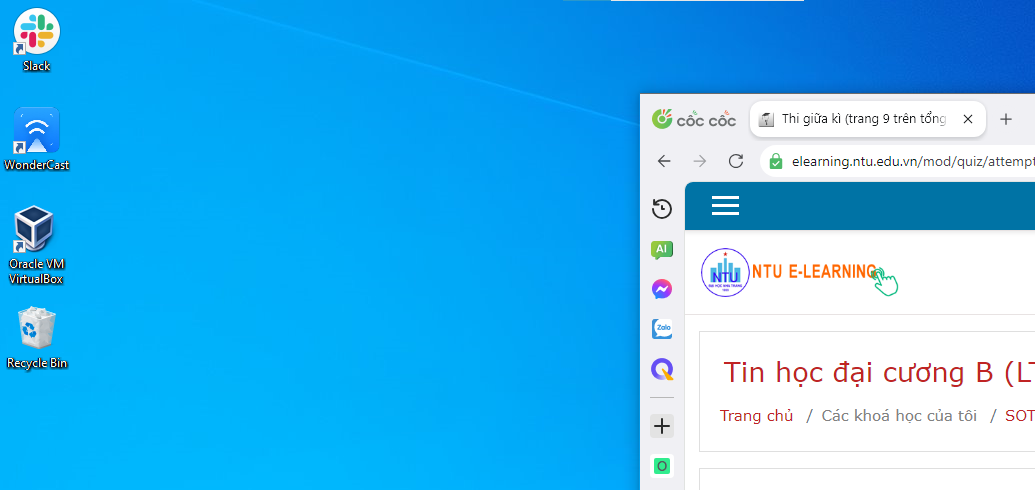 Slack
WonderCast
Oracle VM
VirtualBox
Recycle Bin
cốc cốc
Thi giữa kì (trang 9 trên tổng
elearning.ntu.edu.vn/mod/quiz/attempt
AI
Zalo
NTU
NTU E-LEARNING
Tin học đại cương B (LT
Trang chủ / Các khoá học của tôi / SOT
O